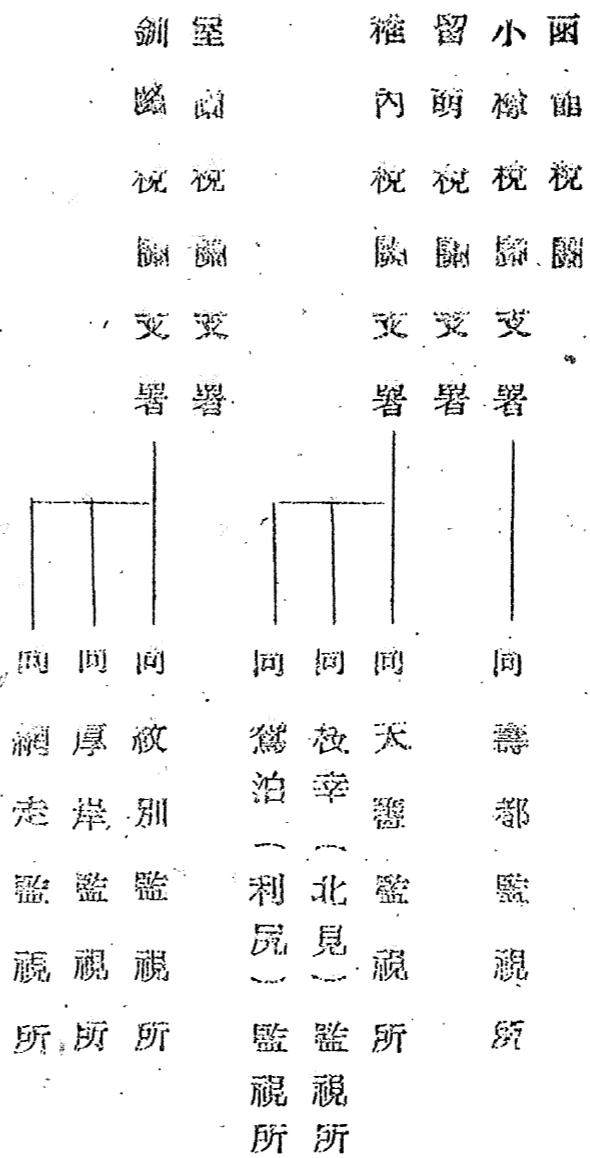 函館税關
小樽税關支署
同壽都監視所
留萌税關支署
稚內税關支署
同天鹽監視所
同枝幸(北見)監視所
同鴛泊(利尻)監視所
室蘭税關支署
釧路税關支署
同紋別監視所
同厚岸監視所
同網走監視所